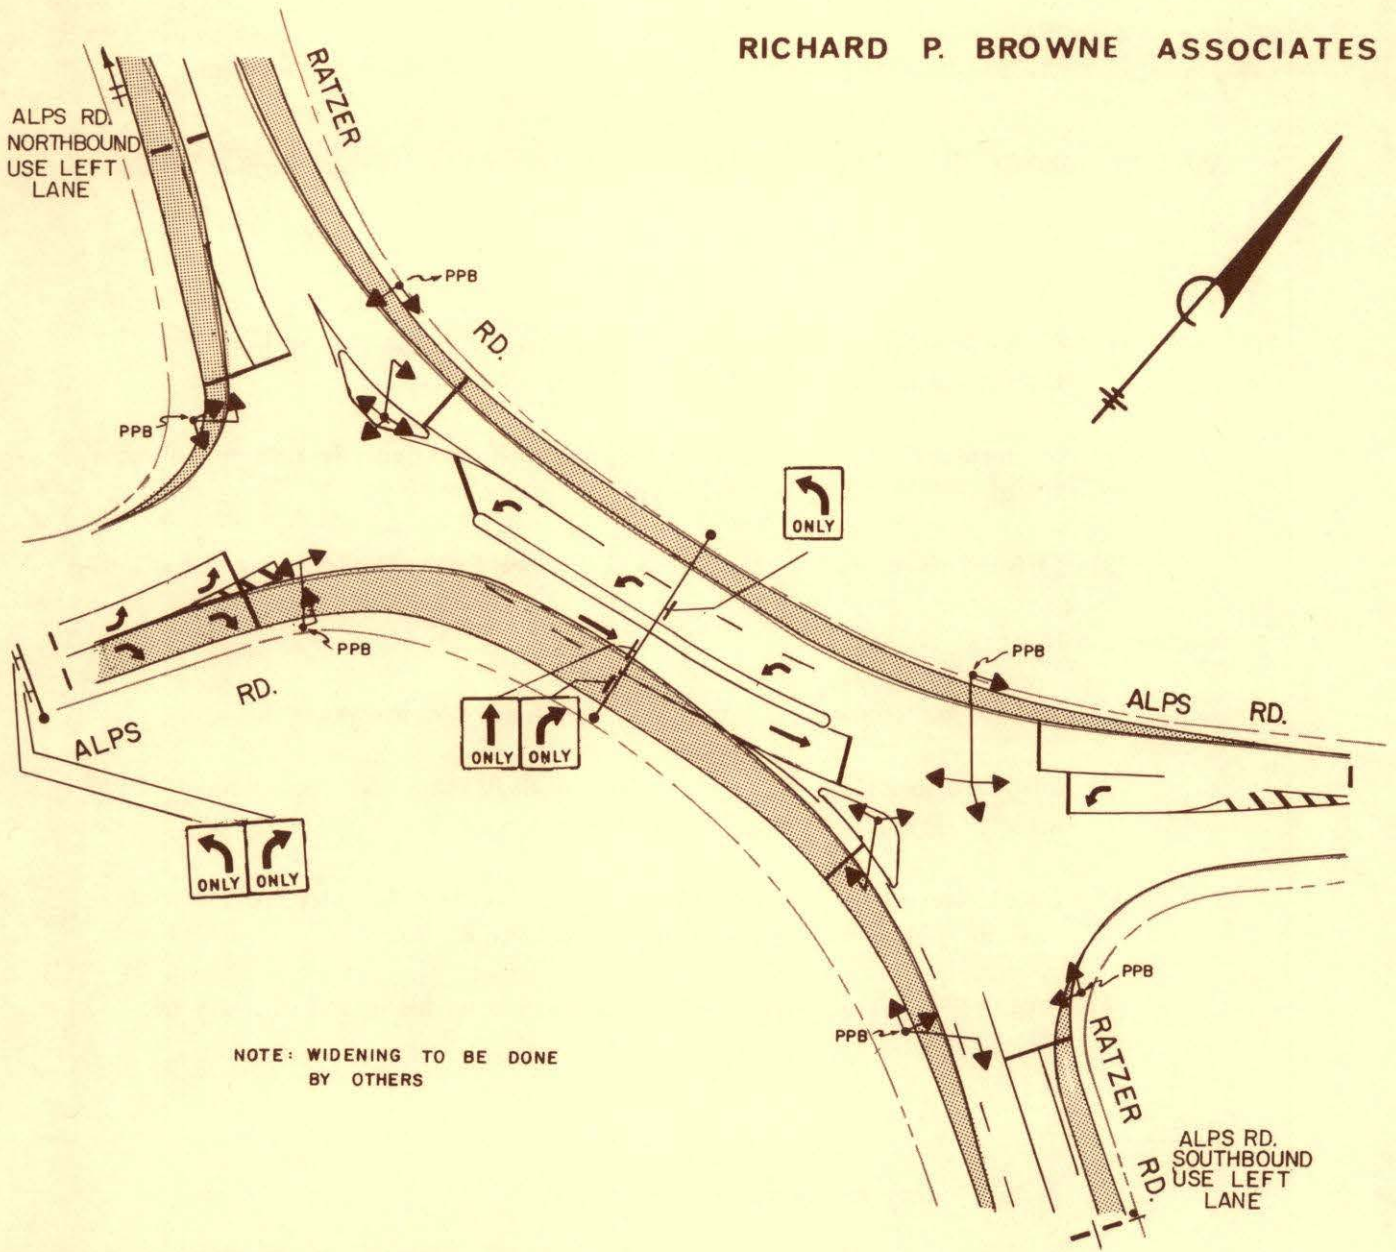 RICHARD P. BROWNE ASSOCIATES
RATZER
ALPS RD.
NORTHBOUND
USE LEFT
LANE
PPB
RD.
PPB
ONLY
PPB
RD.
ALPS
PPB
ALPS RD.
ONLY ONLY
ONLY ONLY
PPB
PPB
RATZER
RD.
NOTE: WIDENING TO BE DONE
BY OTHERS
ALPS RD.
SOUTHBOUND
USE LEFT
LANE